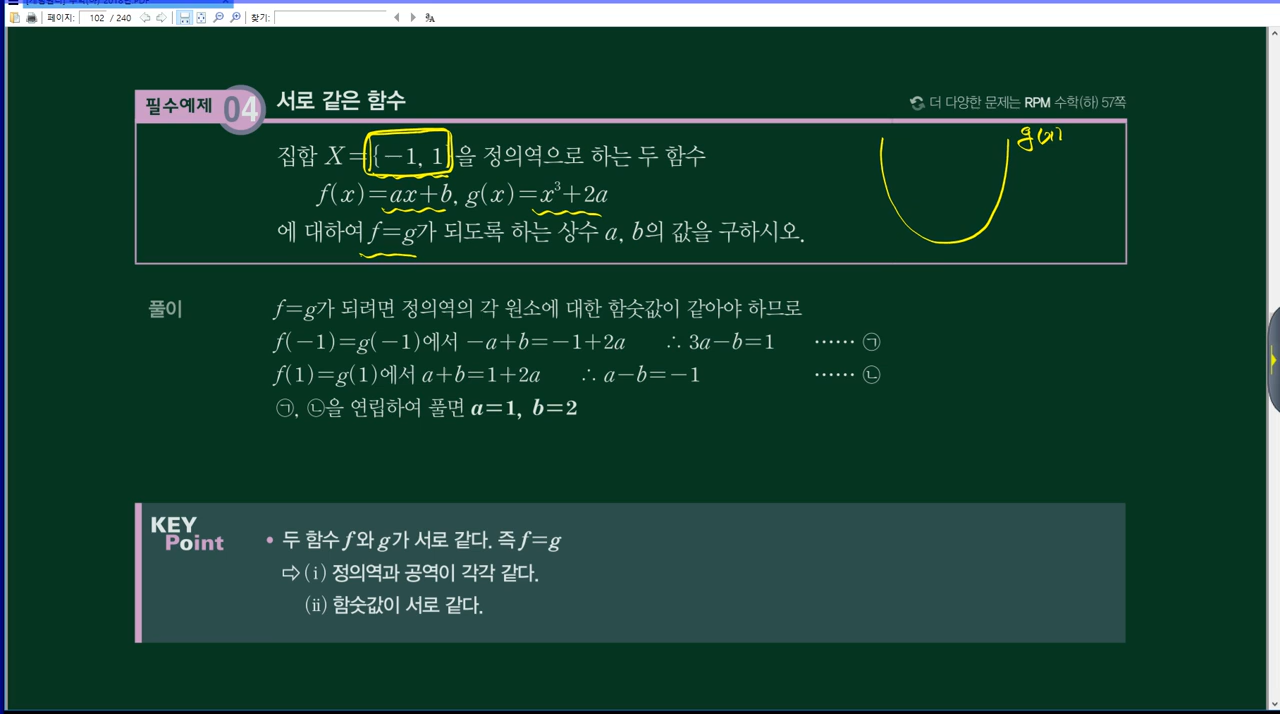 페이지: 102 / 240 찾기:
필수예제 04 서로 같은 함수
더 다양한 문제는 RPM 수학(하) 57쪽
집합 X={-1, 1}을 정의역으로 하는 두 함수
g(x)
f(x)=ax+b, g(x)=x³+2a
에 대하여 f=g가 되도록 하는 상수 a, b의 값을 구하시오.
풀이 f=g가 되려면 정의역의 각 원소에 대한 함숫값이 같아야 하므로
f(-1)=g(-1)에서 -a+b=-1+2a ∴ 3a-b=1 ······ ㉠
f(1)=g(1)에서 a+b=1+2a ∴ a-b=-1 ······ ㉡
㉠, ㉡을 연립하여 풀면 a=1, b=2
KEY Point
• 두 함수 f와 g가 서로 같다. 즉 f=g
⇨ (ⅰ) 정의역과 공역이 각각 같다.
(ⅱ) 함숫값이 서로 같다.